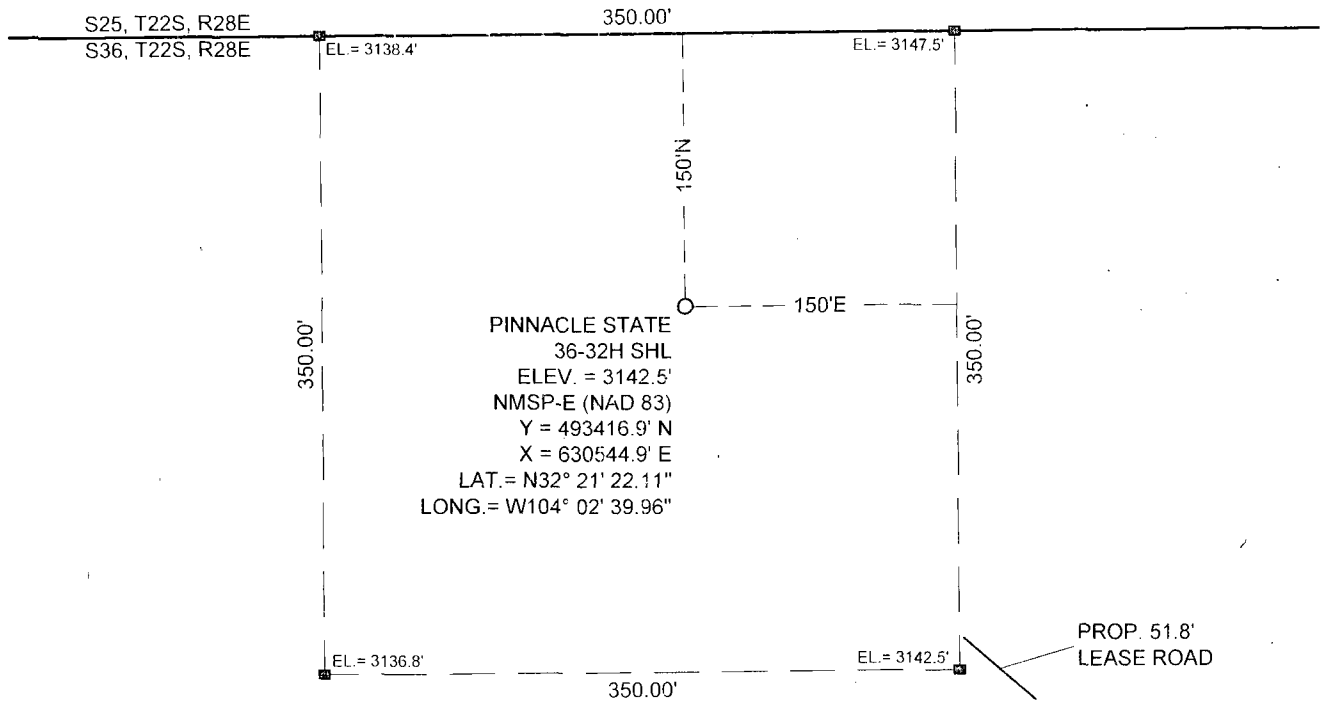 S25, T22S, R28E
350.00'
S36, T22S, R28E
EL.= 3138.4'
EL.= 3147.5'
150'N
150'E
350.00'
350.00'
PINNACLE STATE
36-32H SHL
ELEV. = 3142.5'
NMSP-E (NAD 83)
Y = 493416.9' N
X = 630544.9' E
LAT.= N32° 21' 22.11"
LONG.= W104° 02' 39.96"
PROP. 51.8'
LEASE ROAD
EL.= 3136.8'
EL.= 3142.5'
350.00'